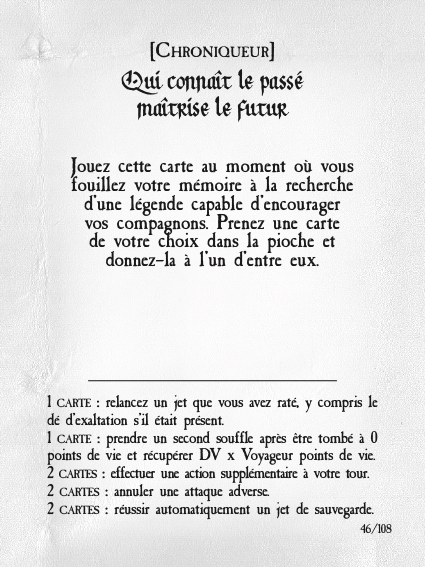 [Chroniqueur]
Qui connaît le passé
maîtrise le futur
Jouez cette carte au moment où vous
fouillez votre mémoire à la recherche
d'une légende capable d'encourager
vos compagnons. Prenez une carte
de votre choix dans la pioche et
donnez-la à l'un d'entre eux.
1 carte : relancez un jet que vous avez raté, y compris le
dé d'exaltation s'il était présent.
1 carte : prendre un second souffle après être tombé à 0
points de vie et récupérer DV x Voyageur points de vie.
2 cartes : effectuer une action supplémentaire à votre tour.
2 cartes : annuler une attaque adverse.
2 cartes : réussir automatiquement un jet de sauvegarde.
46/108